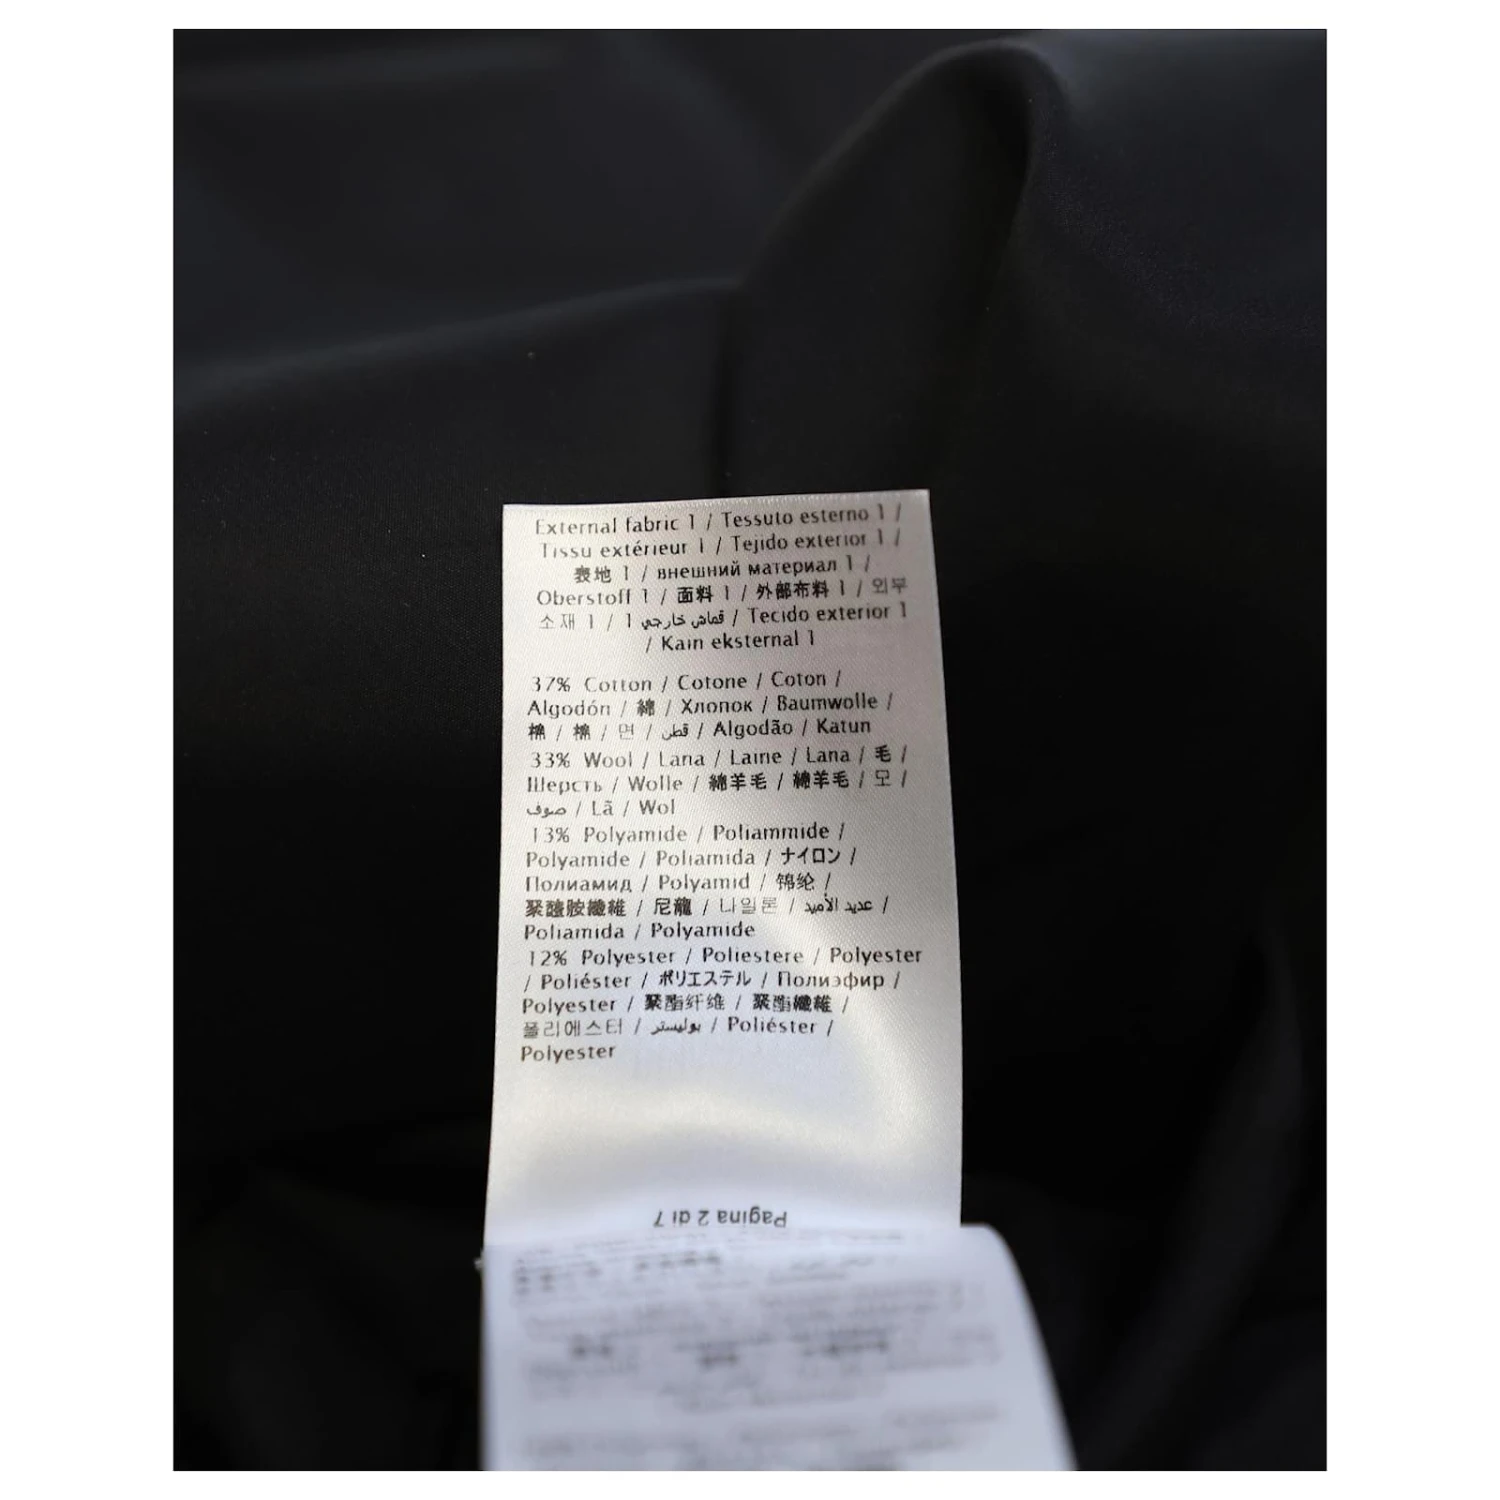 External fabric 1 / Tessuto esterno 1 /
Tissu extérieur 1 / Tejido exterior 1 /
表地 1 / внешний материал 1 /
Oberstoff 1 / 面料 1 / 外部布料 1 / 외부
소재 1 / 1 قماش خارجي / Tecido exterior 1
/ Kain eksternal 1
37% Cotton / Cotone / Coton /
Algodón / 綿 / Хлопок / Baumwolle /
棉 / 棉 / 면 / قطن / Algodão / Katun
33% Wool / Lana / Laine / Lana / 毛 /
Шерсть / Wolle / 綿羊毛 / 綿羊毛 / 모 /
صوف / Lã / Wol
13% Polyamide / Poliammide /
Polyamide / Poliamida / ナイロン /
Полиамид / Polyamid / 锦纶 /
聚醯胺纖維 / 尼龍 / 나일론 / عديد الأميد /
Poliamida / Polyamide
12% Polyester / Poliestere / Polyester
/ Poliéster / ポリエステル / Полиэфир /
Polyester / 聚酯纤维 / 聚酯纖維 /
폴리에스터 / بوليستر / Poliéster /
Polyester
Pagina 2 di 7